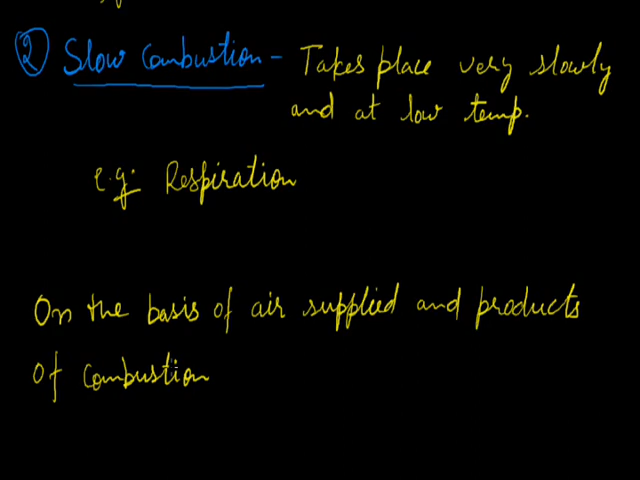 ② Slow Combustion - Takes place very slowly
and at low temp.
e.g: Respiration
On the basis of air supplied and products
of combustion